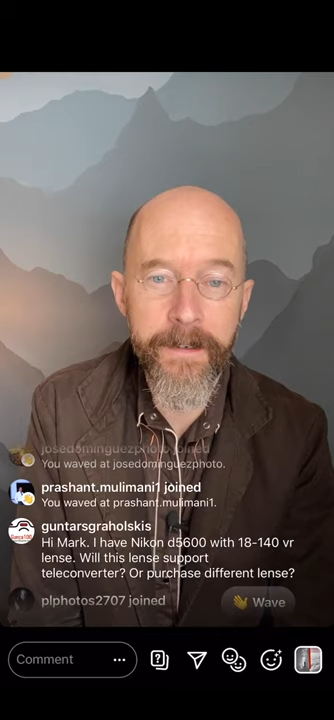 josedominguezphoto joined
You waved at josedominguezphoto.
prashant.mulimani1 joined
You waved at prashant.mulimani1.
guntarsgraholskis
Hi Mark. I have Nikon d5600 with 18-140 vr
lense. Will this lense support
teleconverter? Or purchase different lense?
plphotos2707 joined
👋 Wave
Comment